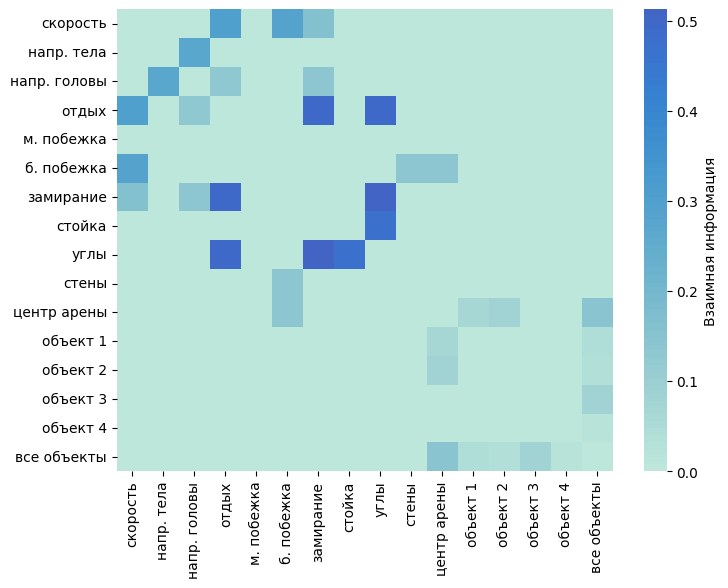 скорость
напр. тела
напр. головы
отдых
м. побежка
б. побежка
замирание
стойка
углы
стены
центр арены
объект 1
объект 2
объект 3
объект 4
все объекты
скорость
напр. тела
напр. головы
отдых
м. побежка
б. побежка
замирание
стойка
углы
стены
центр арены
объект 1
объект 2
объект 3
объект 4
все объекты
0.5
0.4
0.3
0.2
0.1
0.0
Взаимная информация